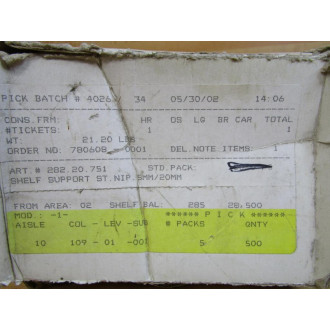 PICK BATCH # 4026 / 34 05/30/02 14:06
CONS.FRM: HR OS LG BR CAR TOTAL
#TICKETS: 1 1
WT: 21.20 LBS
ORDER NO. 78060B - 0001 DEL.NOTE ITEMS: 1
ART.# 282.20.751 STD.PACK:
SHELF SUPPORT ST.NIP.5MM/20MM
FROM AREA: 02 SHELF BAL: 285 28,500
MOD : -1- ****** P I C K ******
AISLE COL - LEV -SUB # PACKS QNTY
10 109 - 01 -001 5 500